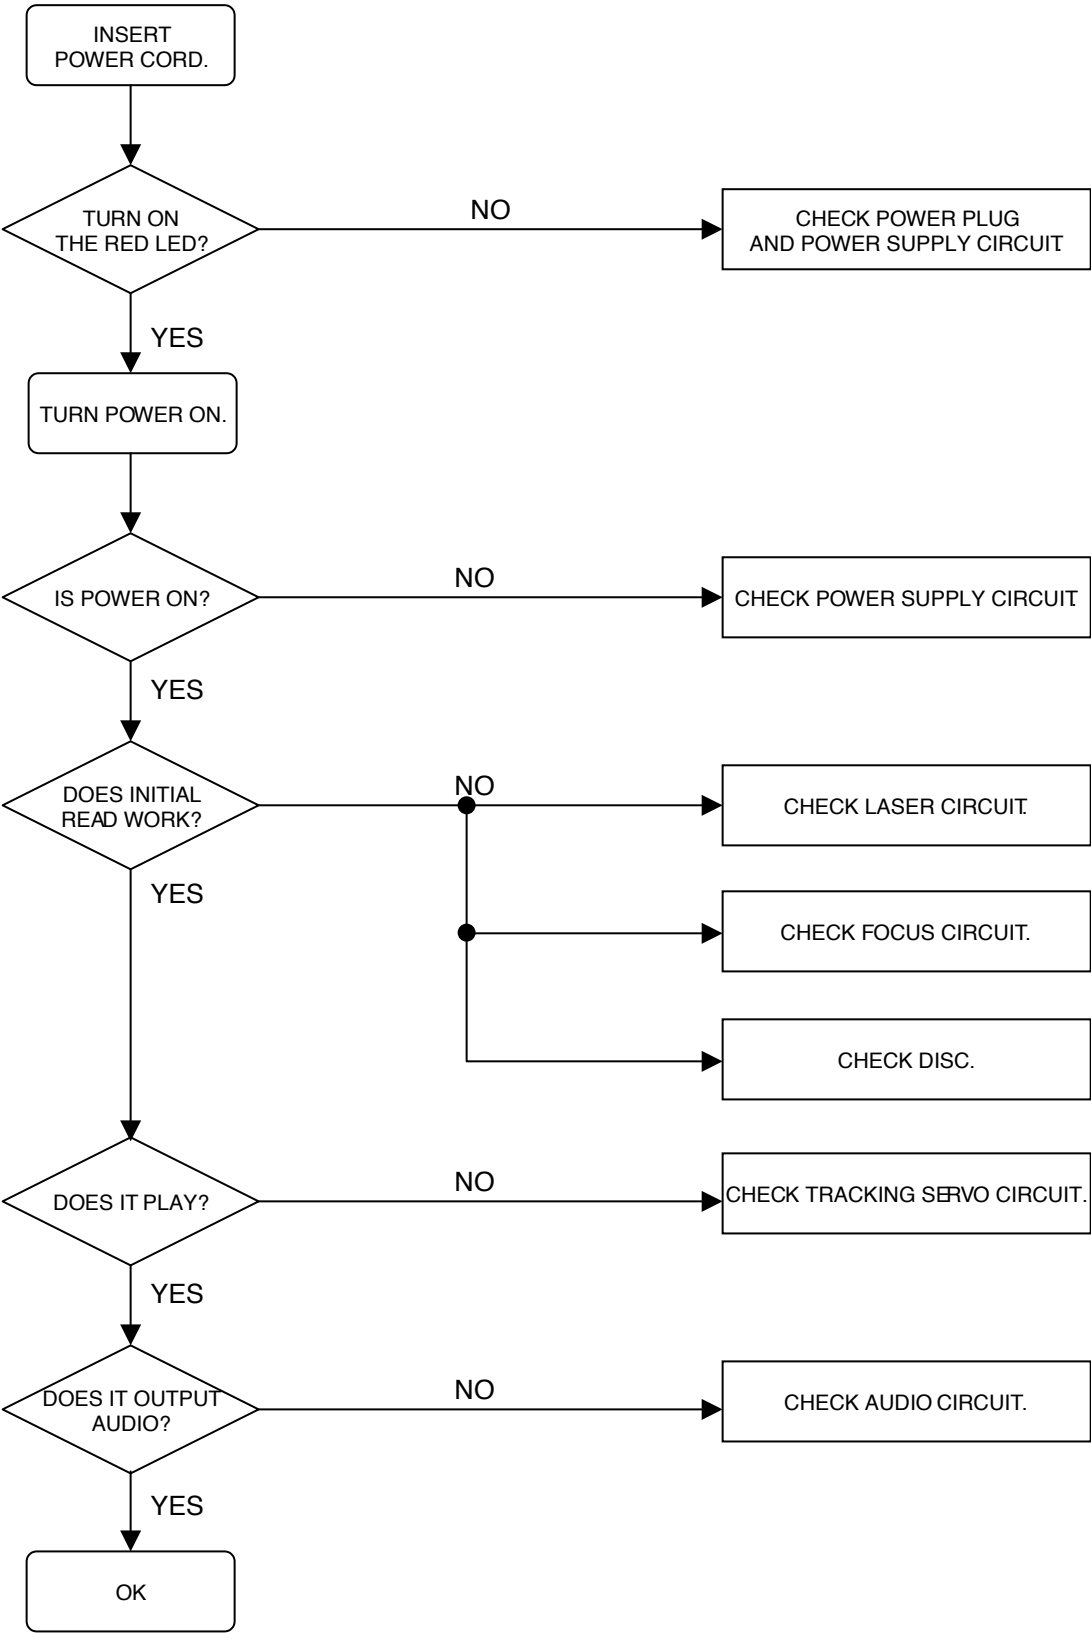 INSERT
POWER CORD.
TURN ON
THE RED LED?
NO
CHECK POWER PLUG
AND POWER SUPPLY CIRCUIT.
YES
TURN POWER ON.
IS POWER ON?
NO
CHECK POWER SUPPLY CIRCUIT.
YES
DOES INITIAL
READ WORK?
NO
CHECK LASER CIRCUIT.
YES
CHECK FOCUS CIRCUIT.
CHECK DISC.
DOES IT PLAY?
NO
CHECK TRACKING SERVO CIRCUIT.
YES
DOES IT OUTPUT
AUDIO?
NO
CHECK AUDIO CIRCUIT.
YES
OK